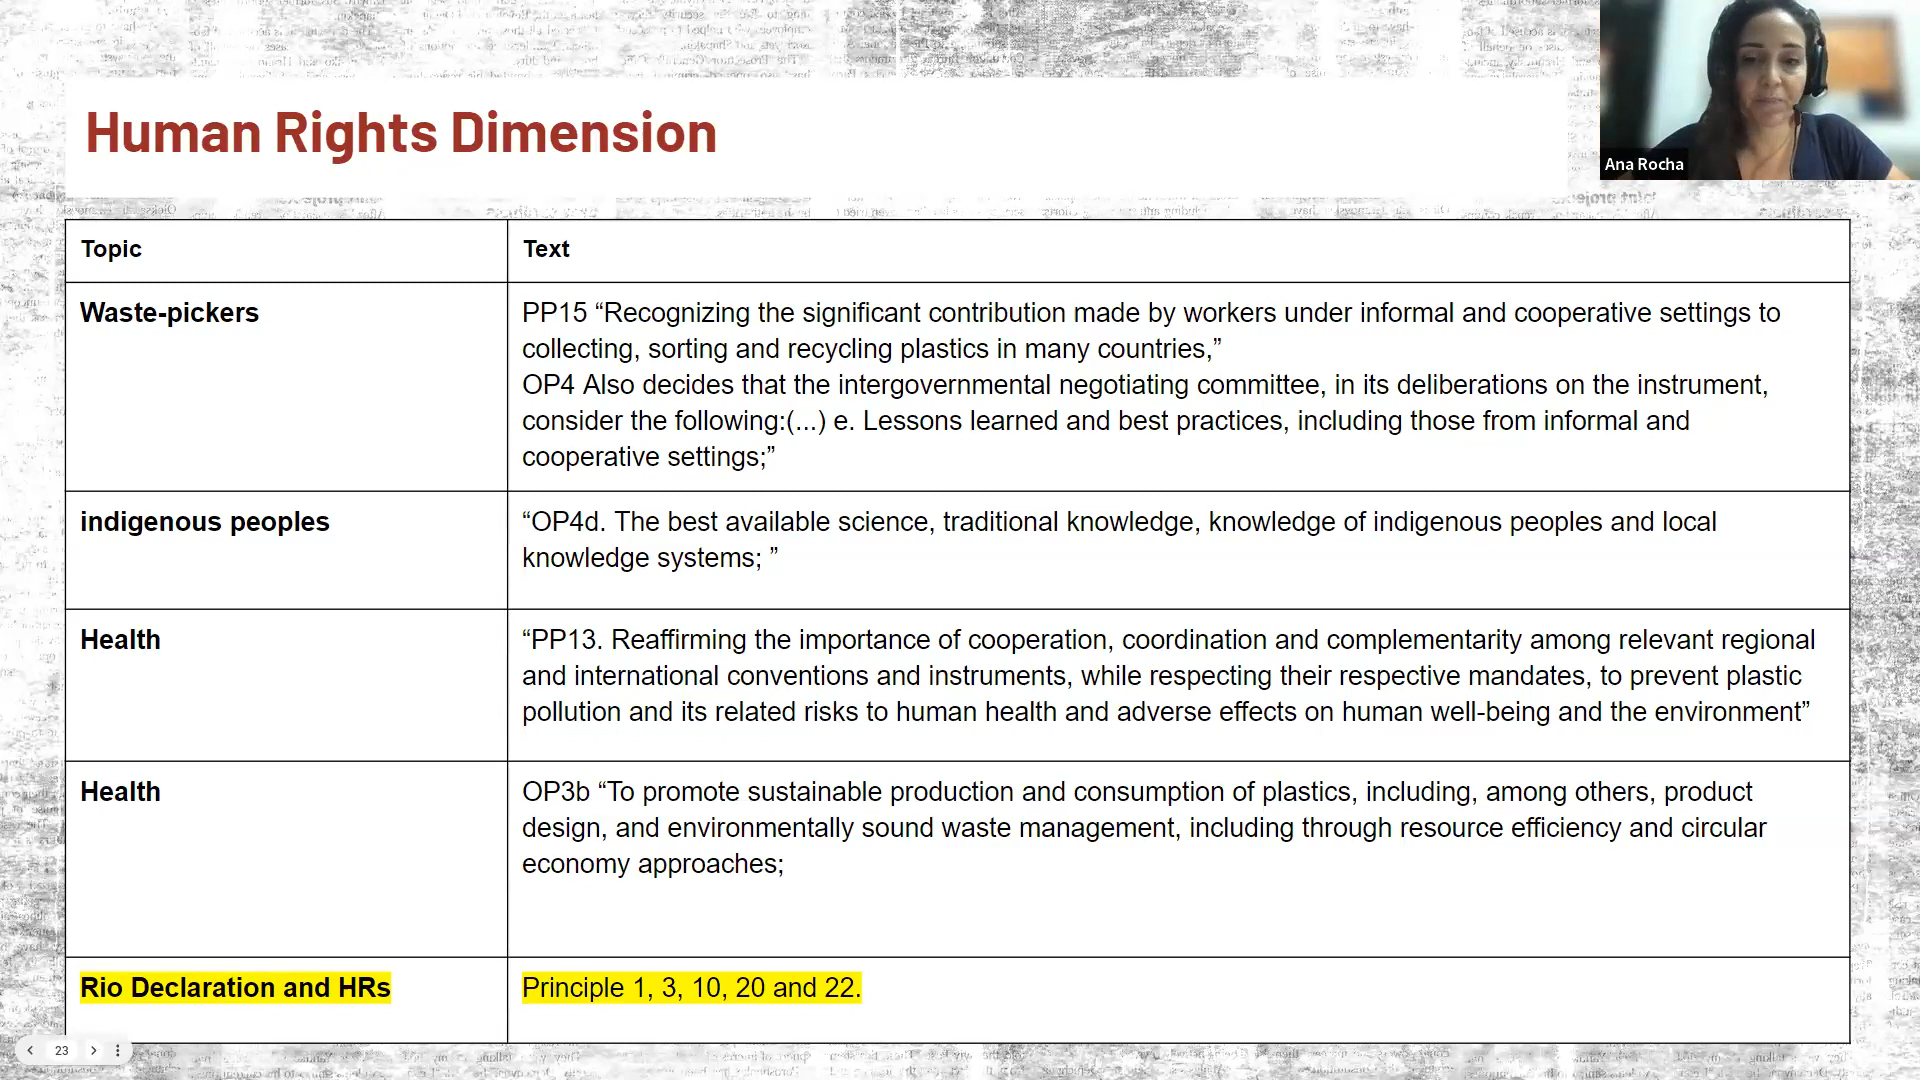 Human Rights Dimension
Ana Rocha
Topic
Text
Waste-pickers
PP15 “Recognizing the significant contribution made by workers under informal and cooperative settings to
collecting, sorting and recycling plastics in many countries,”
OP4 Also decides that the intergovernmental negotiating committee, in its deliberations on the instrument,
consider the following:(...) e. Lessons learned and best practices, including those from informal and
cooperative settings;”
indigenous peoples
“OP4d. The best available science, traditional knowledge, knowledge of indigenous peoples and local
knowledge systems; ”
Health
“PP13. Reaffirming the importance of cooperation, coordination and complementarity among relevant regional
and international conventions and instruments, while respecting their respective mandates, to prevent plastic
pollution and its related risks to human health and adverse effects on human well-being and the environment”
Health
OP3b “To promote sustainable production and consumption of plastics, including, among others, product
design, and environmentally sound waste management, including through resource efficiency and circular
economy approaches;
Rio Declaration and HRs
Principle 1, 3, 10, 20 and 22.
23